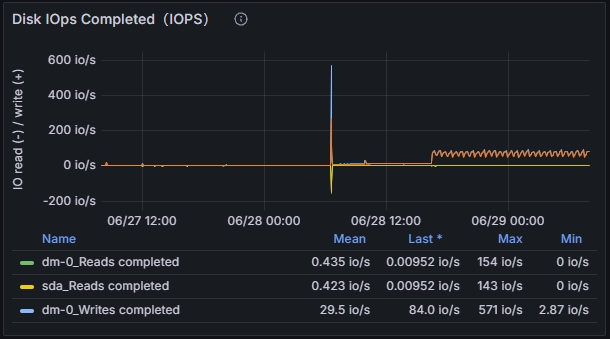 Disk IOps Completed（IOPS）
IO read (-) / write (+)
600 io/s
400 io/s
200 io/s
0 io/s
-200 io/s
06/27 12:00 06/28 00:00 06/28 12:00 06/29 00:00
Name Mean Last * Max Min
dm-0_Reads completed 0.435 io/s 0.00952 io/s 154 io/s 0 io/s
sda_Reads completed 0.423 io/s 0.00952 io/s 143 io/s 0 io/s
dm-0_Writes completed 29.5 io/s 84.0 io/s 571 io/s 2.87 io/s